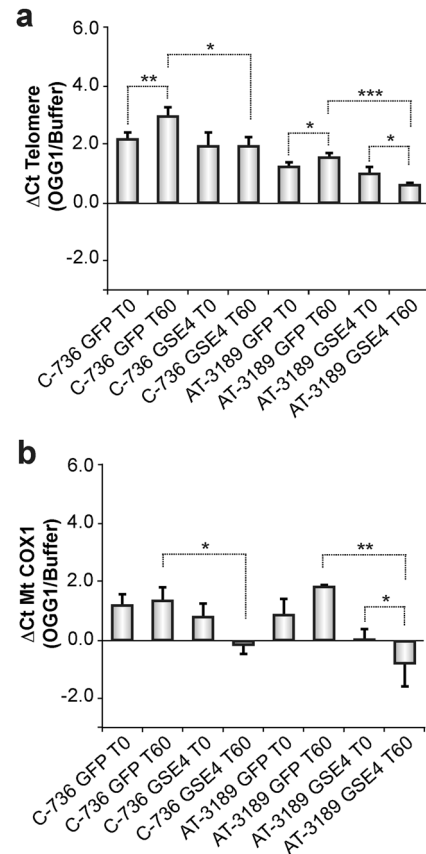 a
ΔCt Telomere
(OGG1/Buffer)
6.0
4.0
2.0
0.0
-2.0
**
*
*
***
*
C-736 GFP T0
C-736 GFP T60
C-736 GSE4 T0
C-736 GSE4 T60
AT-3189 GFP T0
AT-3189 GFP T60
AT-3189 GSE4 T0
AT-3189 GSE4 T60
b
ΔCt Mt COX1
(OGG1/Buffer)
6.0
4.0
2.0
0.0
-2.0
*
**
*
C-736 GFP T0
C-736 GFP T60
C-736 GSE4 T0
C-736 GSE4 T60
AT-3189 GFP T0
AT-3189 GFP T60
AT-3189 GSE4 T0
AT-3189 GSE4 T60